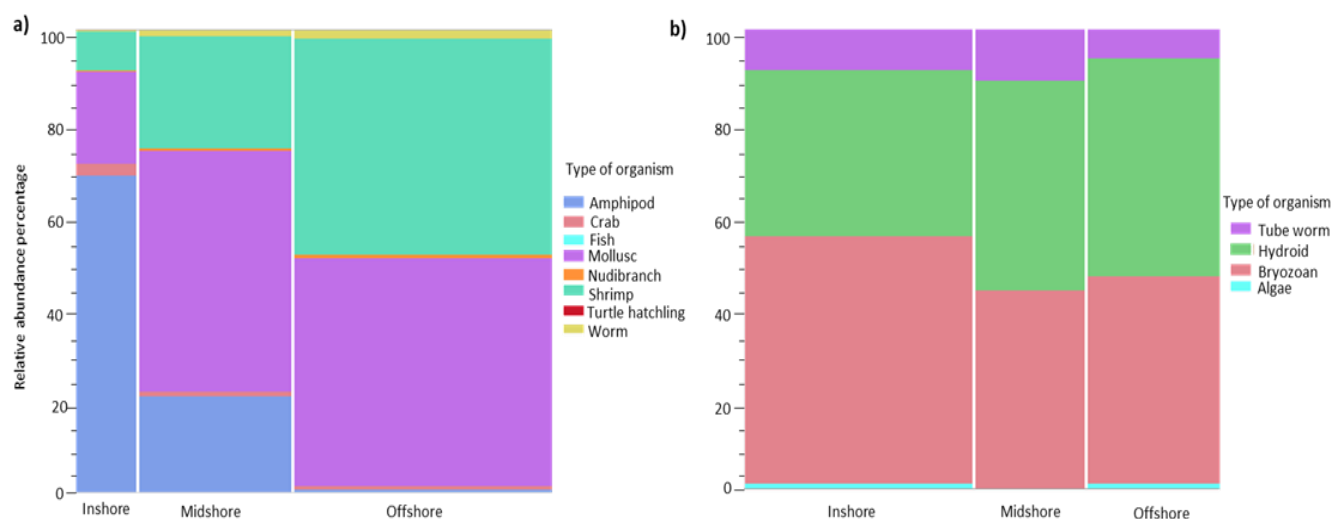 a)
Relative abundance percentage
100
80
60
40
20
0
Inshore
Midshore
Offshore
Type of organism
Amphipod
Crab
Fish
Mollusc
Nudibranch
Shrimp
Turtle hatchling
Worm
b)
100
80
60
40
20
0
Inshore
Midshore
Offshore
Type of organism
Tube worm
Hydroid
Bryozoan
Algae